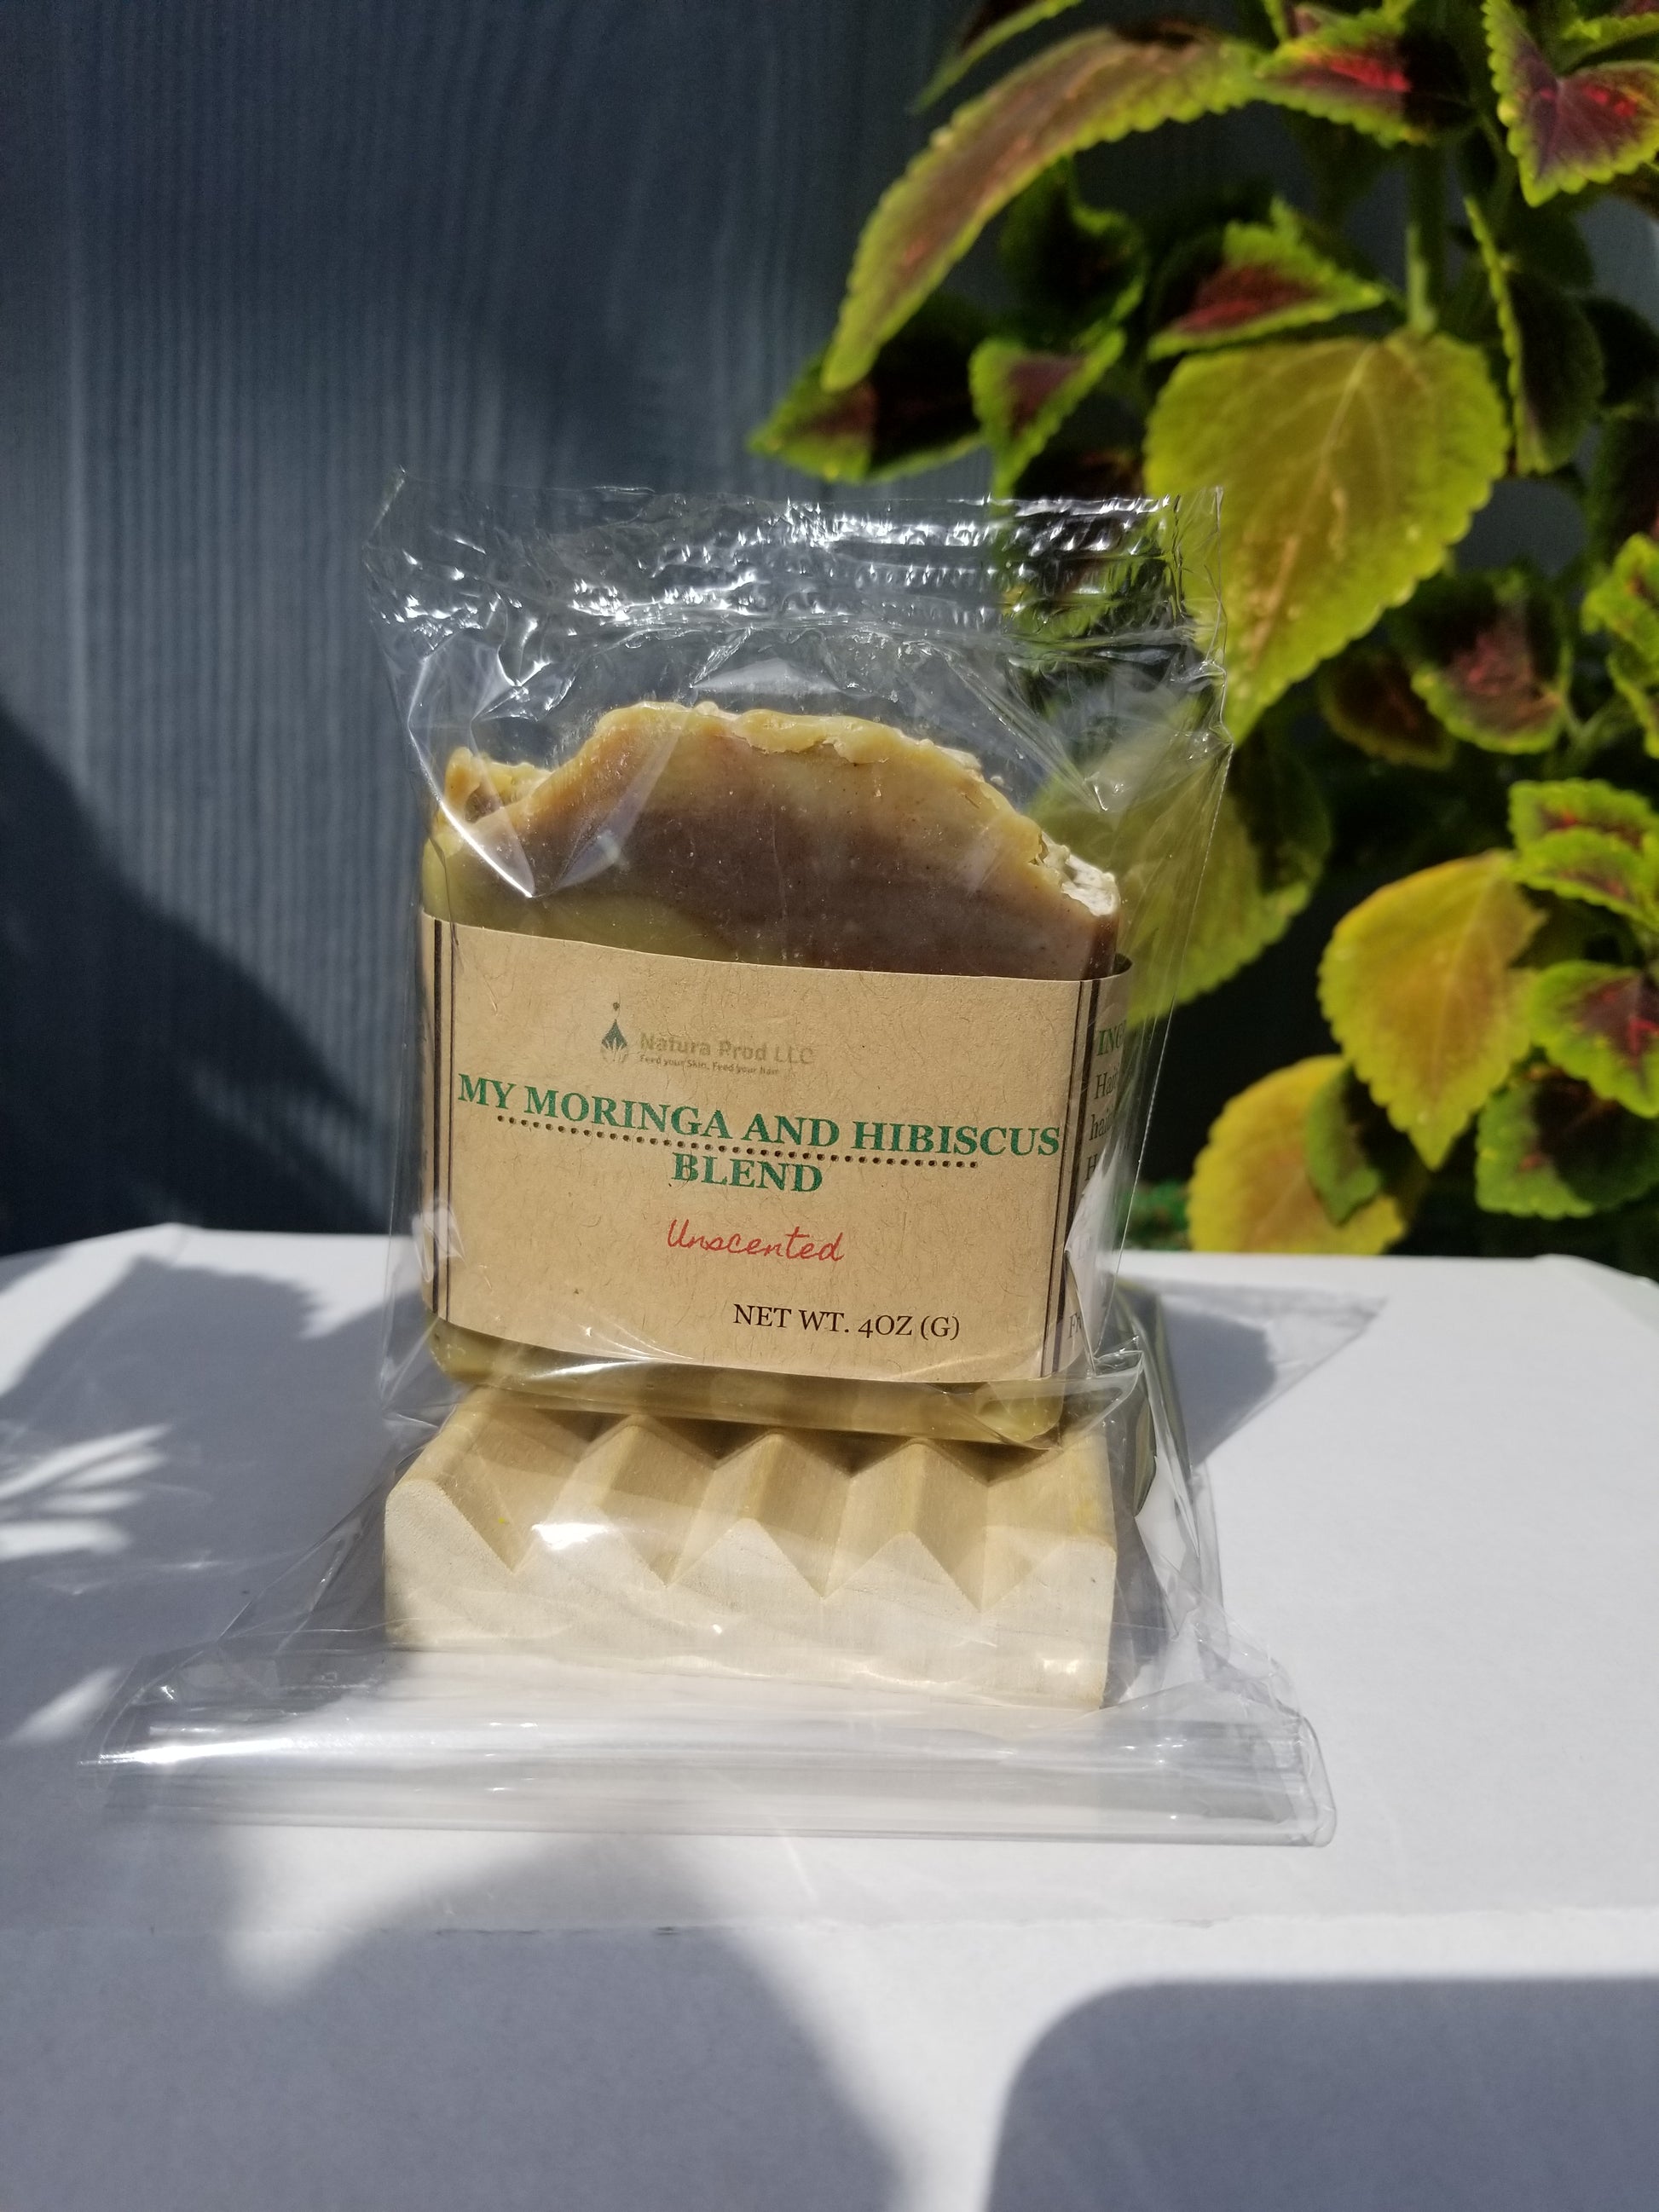 Natura Prod LLC
Feed your Skin, Feed your Hair
MY MORINGA AND HIBISCUS
BLEND
Unscented
NET WT. 4OZ (G)